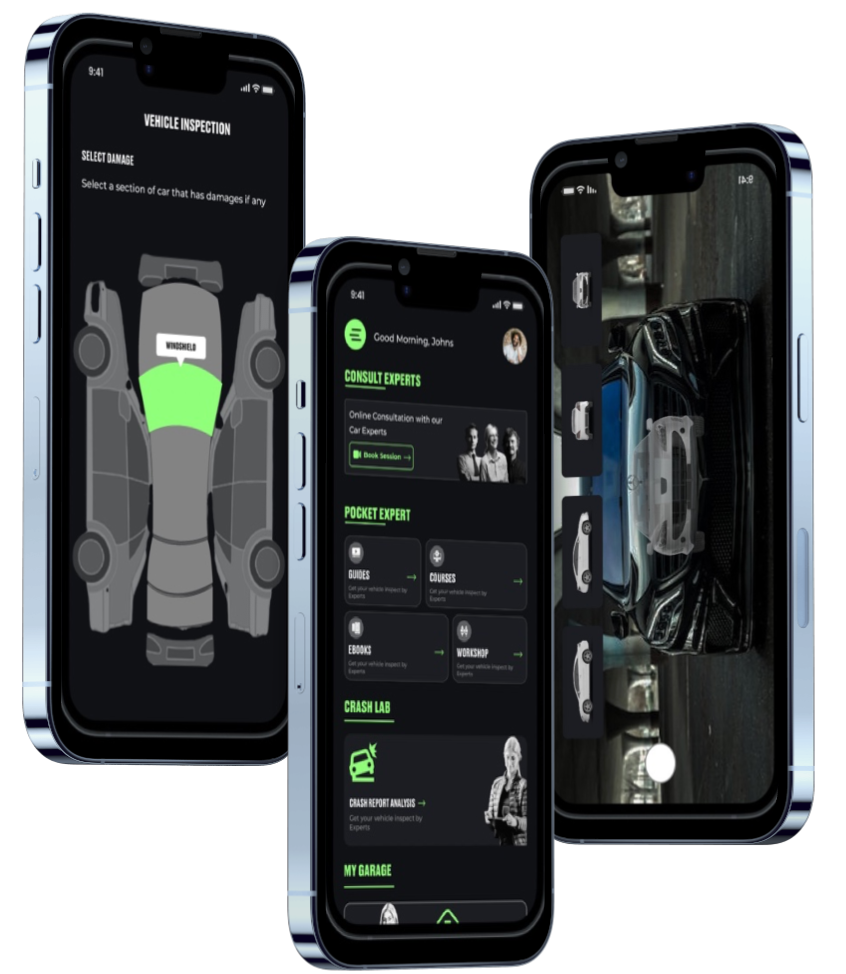 9:41
VEHICLE INSPECTION
SELECT DAMAGE
Select a section of car that has damages if any
WINDSHIELD
9:41
Good Morning, Johns
CONSULT EXPERTS
Online Consultation with our
Car Experts
Book Session →
POCKET EXPERT
GUIDES →
Get your vehicle inspect by
Experts
COURSES →
Get your vehicle inspect by
Experts
EBOOKS →
Get your vehicle inspect by
Experts
WORKSHOP →
Get your vehicle inspect by
Experts
CRASH LAB
CRASH REPORT ANALYSIS →
Get your vehicle inspect by
Experts
MY GARAGE
9:41